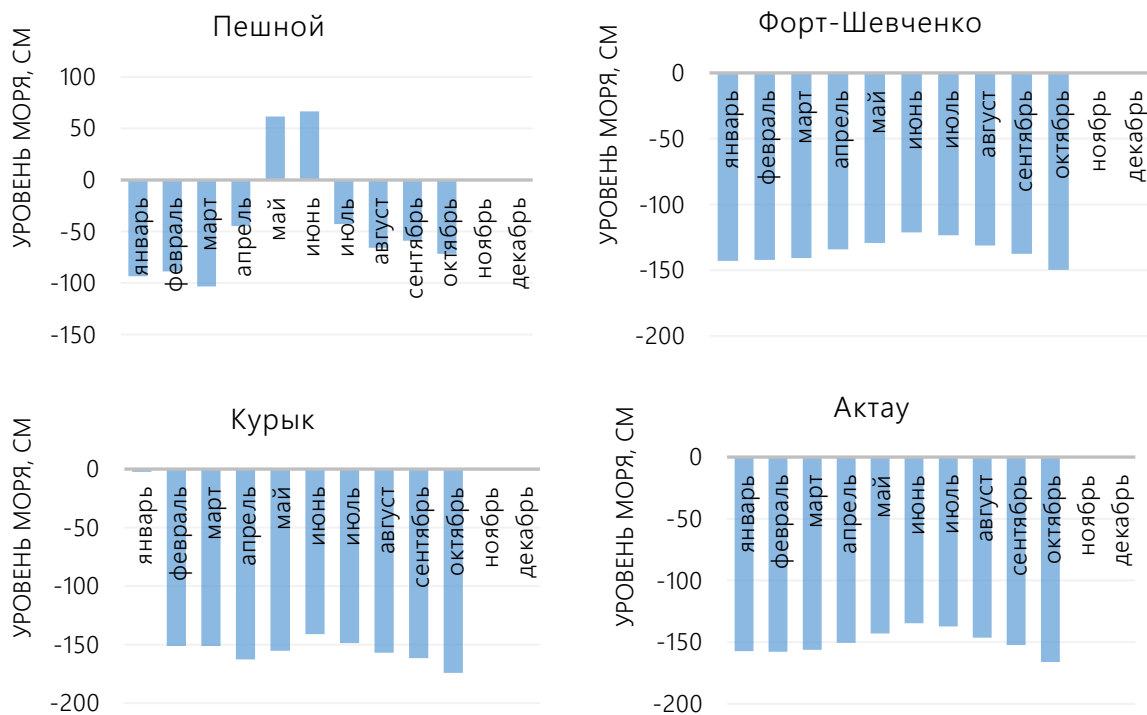 Пешной
УРОВЕНЬ МОРЯ, СМ
100
50
0
-50
-100
-150
январь
февраль
март
апрель
май
июнь
июль
август
сентябрь
октябрь
ноябрь
декабрь
Форт-Шевченко
УРОВЕНЬ МОРЯ, СМ
0
-50
-100
-150
-200
январь
февраль
март
апрель
май
июнь
июль
август
сентябрь
октябрь
ноябрь
декабрь
Курык
УРОВЕНЬ МОРЯ, СМ
0
-50
-100
-150
-200
январь
февраль
март
апрель
май
июнь
июль
август
сентябрь
октябрь
ноябрь
декабрь
Актау
УРОВЕНЬ МОРЯ, СМ
0
-50
-100
-150
-200
январь
февраль
март
апрель
май
июнь
июль
август
сентябрь
октябрь
ноябрь
декабрь